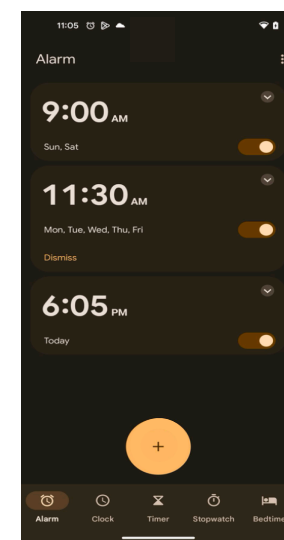 11:05
Alarm
9:00 AM
Sun, Sat
11:30 AM
Mon, Tue, Wed, Thu, Fri
Dismiss
6:05 PM
Today
+
Alarm Clock Timer Stopwatch Bedtime